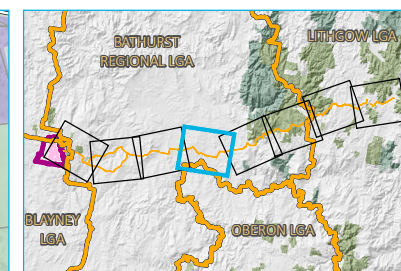 BATHURST
REGIONAL LGA
LITHGOW LGA
BLAYNEY
LGA
OBERON LGA